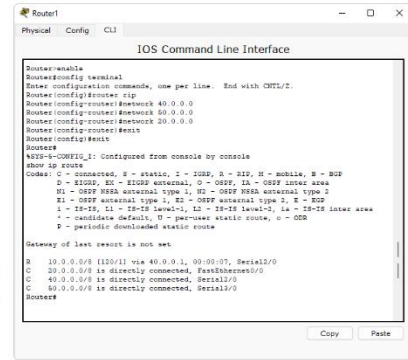 Router1
Physical Config CLI
IOS Command Line Interface
Router>enable
Router#config terminal
Enter configuration commands, one per line. End with CNTL/Z.
Router(config)#router rip
Router(config-router)#network 40.0.0.0
Router(config-router)#network 50.0.0.0
Router(config-router)#network 20.0.0.0
Router(config-router)#exit
Router(config)#exit
Router#
%SYS-5-CONFIG_I: Configured from console by console
show ip route
Codes: C - connected, S - static, I - IGRP, R - RIP, M - mobile, B - BGP
D - EIGRP, EX - EIGRP external, O - OSPF, IA - OSPF inter area
N1 - OSPF NSSA external type 1, N2 - OSPF NSSA external type 2
E1 - OSPF external type 1, E2 - OSPF external type 2, E - EGP
i - IS-IS, L1 - IS-IS level-1, L2 - IS-IS level-2, ia - IS-IS inter area
* - candidate default, U - per-user static route, o - ODR
P - periodic downloaded static route
Gateway of last resort is not set
R 10.0.0.0/8 [120/1] via 40.0.0.1, 00:00:07, Serial2/0
C 20.0.0.0/8 is directly connected, FastEthernet0/0
C 40.0.0.0/8 is directly connected, Serial2/0
C 50.0.0.0/8 is directly connected, Serial3/0
Router#
Copy Paste